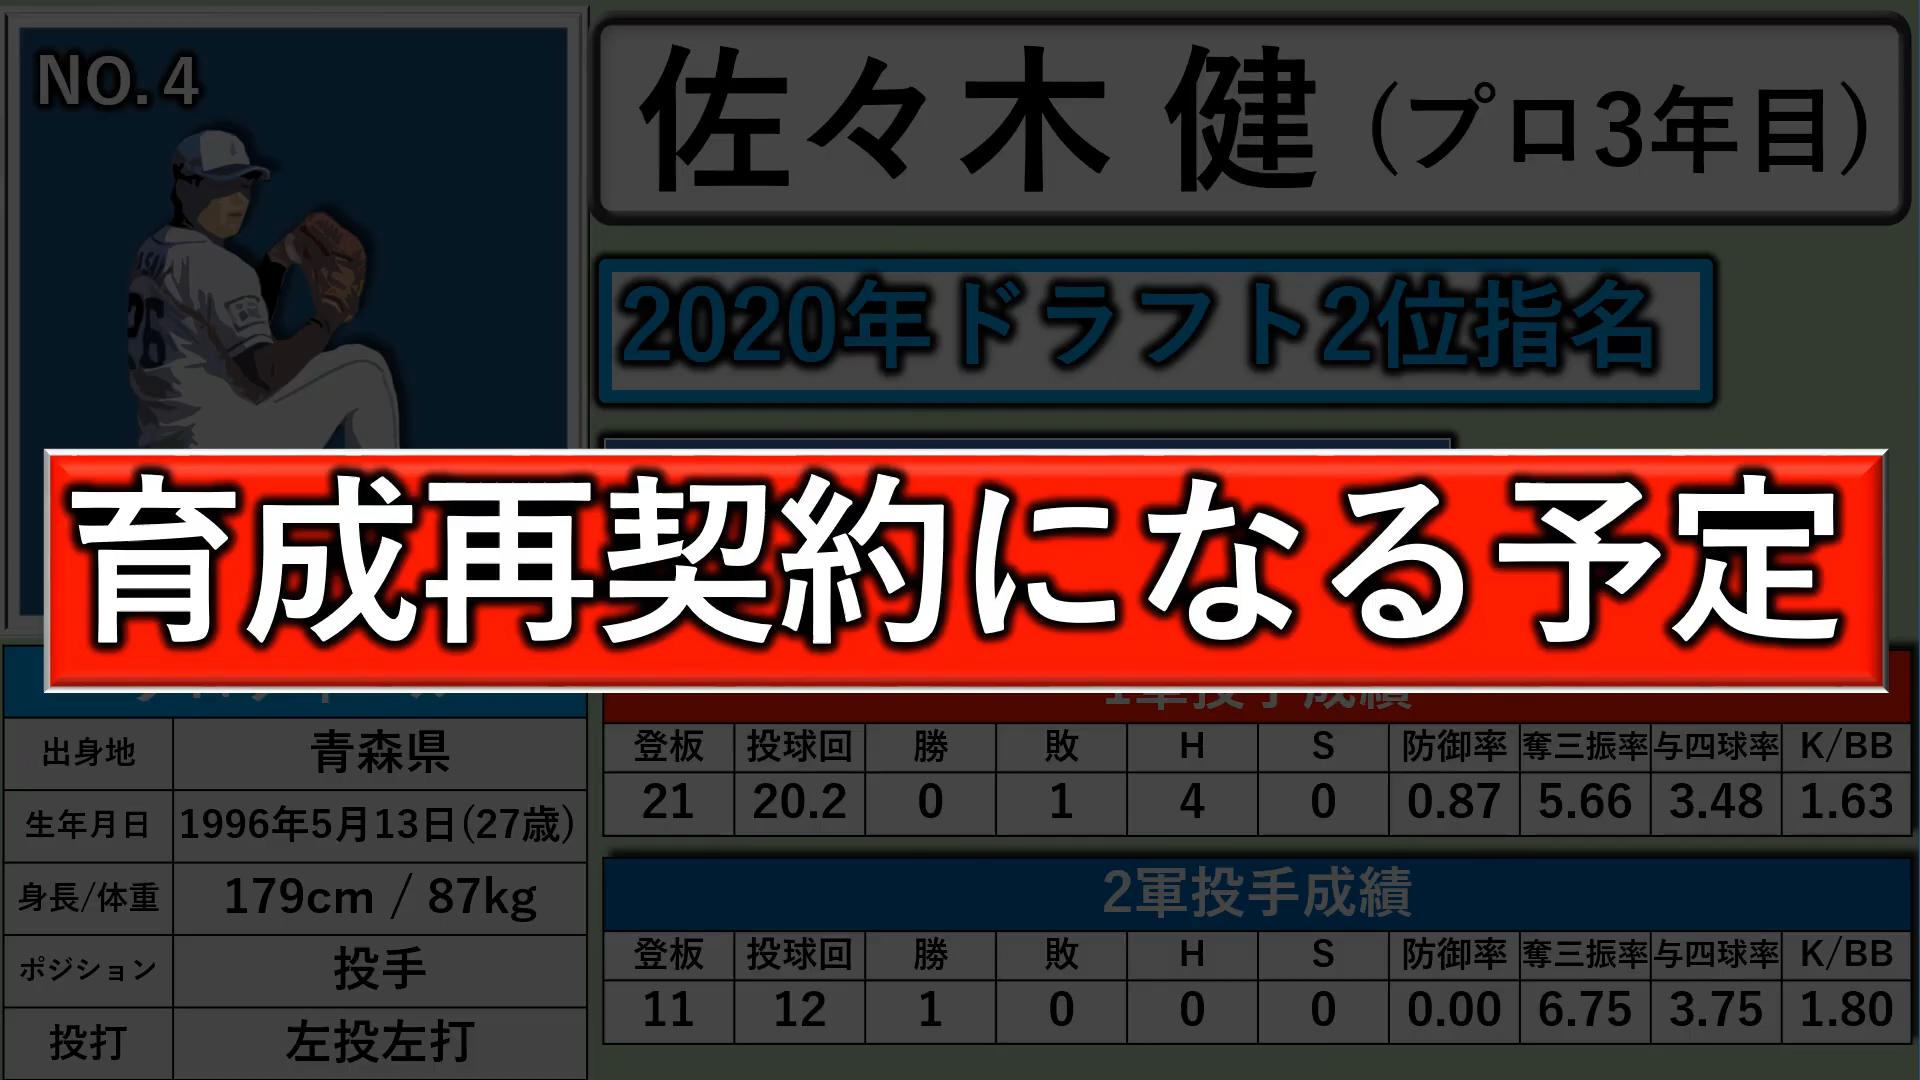 NO.4
佐々木 健 (プロ3年目)
2020年ドラフト2位指名
育成再契約になる予定
出身地 青森県
生年月日 1996年5月13日(27歳)
身長/体重 179cm / 87kg
ポジション 投手
投打 左投左打
1軍投手成績
登板 投球回 勝 敗 H S 防御率 奪三振率 与四球率 K/BB
21 20.2 0 1 4 0 0.87 5.66 3.48 1.63
2軍投手成績
登板 投球回 勝 敗 H S 防御率 奪三振率 与四球率 K/BB
11 12 1 0 0 0 0.00 6.75 3.75 1.80